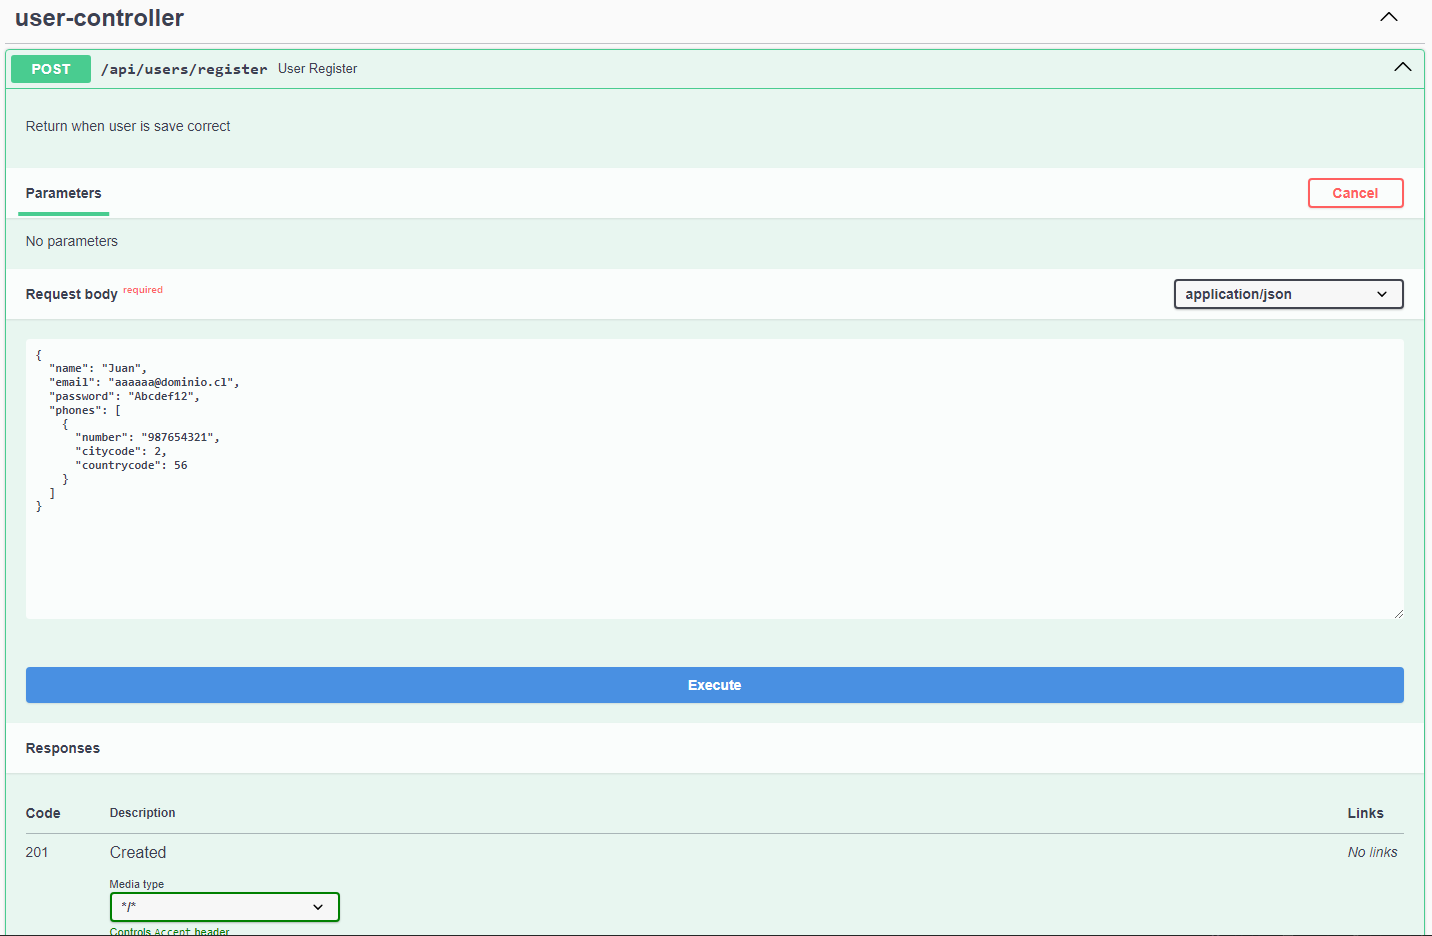 user-controller
POST /api/users/register User Register
Return when user is save correct
Parameters
Cancel
No parameters
Request body required
application/json
{
"name": "Juan",
"email": "aaaaaa@dominio.cl",
"password": "Abcdef12",
"phones": [
{
"number": "987654321",
"citycode": 2,
"countrycode": 56
}
]
}
Execute
Responses
Code Description Links
201 Created No links
Media type
*/*
Controls Accept header